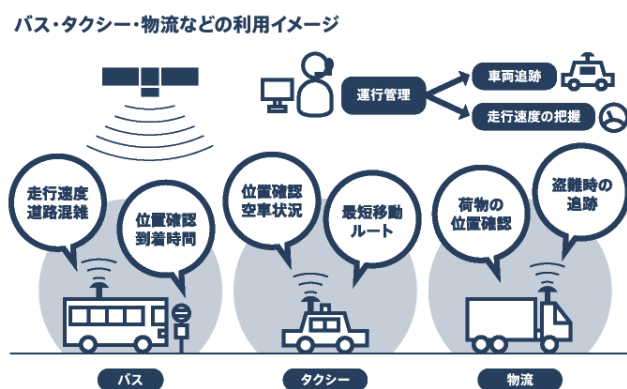 バス・タクシー・物流などの利用イメージ
運行管理
車両追跡
走行速度の把握
走行速度
道路混雑
位置確認
到着時間
位置確認
空車状況
最短移動
ルート
荷物の
位置確認
盗難時の
追跡
バス
タクシー
物流